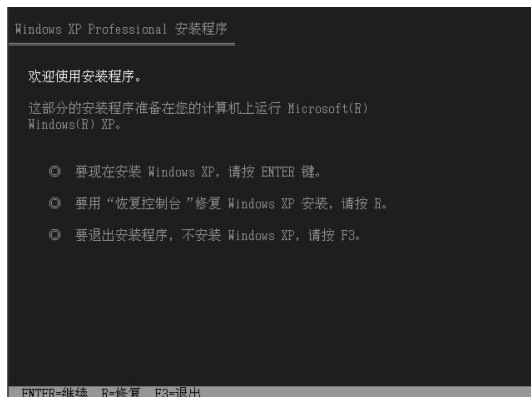 Windows XP Professional 安装程序
欢迎使用安装程序。
这部分的安装程序准备在您的计算机上运行 Microsoft(R)
Windows(R) XP。
◎ 要现在安装 Windows XP，请按 ENTER 键。
◎ 要用“恢复控制台”修复 Windows XP 安装，请按 R。
◎ 要退出安装程序，不安装 Windows XP，请按 F3。
ENTER=继续 R=修复 F3=退出